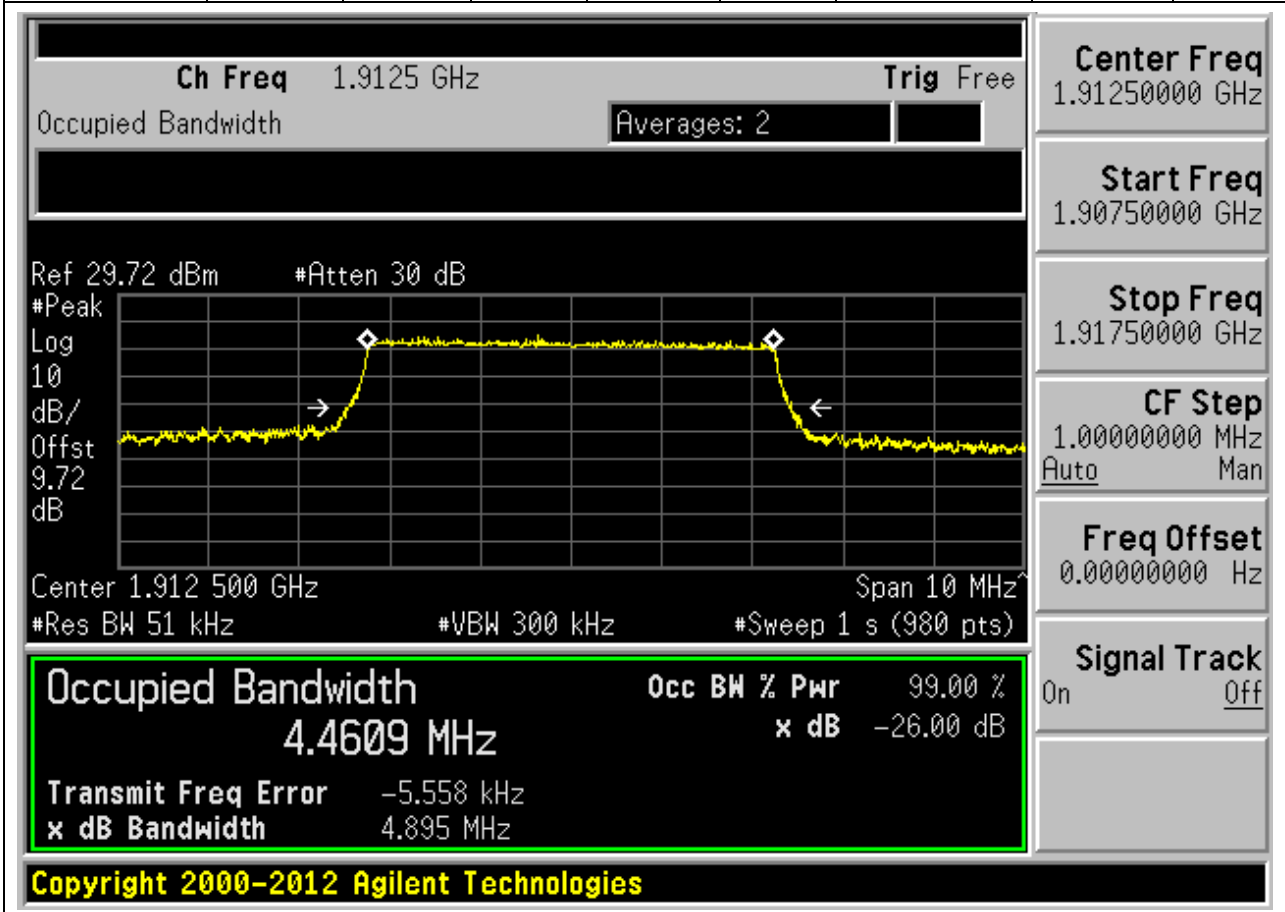 Ch Freq 1.9125 GHz Trig Free
Occupied Bandwidth Averages: 2
Ref 29.72 dBm #Atten 30 dB
#Peak
Log
10
dB/
Offst
9.72
dB
Center 1.912 500 GHz Span 10 MHz^
#Res BW 51 kHz #VBW 300 kHz #Sweep 1 s (980 pts)
Occupied Bandwidth Occ BW % Pwr 99.00 %
4.4609 MHz x dB -26.00 dB
Transmit Freq Error -5.558 kHz
x dB Bandwidth 4.895 MHz
Copyright 2000-2012 Agilent Technologies
Center Freq
1.91250000 GHz
Start Freq
1.90750000 GHz
Stop Freq
1.91750000 GHz
CF Step
1.00000000 MHz
Auto Man
Freq Offset
0.00000000 Hz
Signal Track
On Off